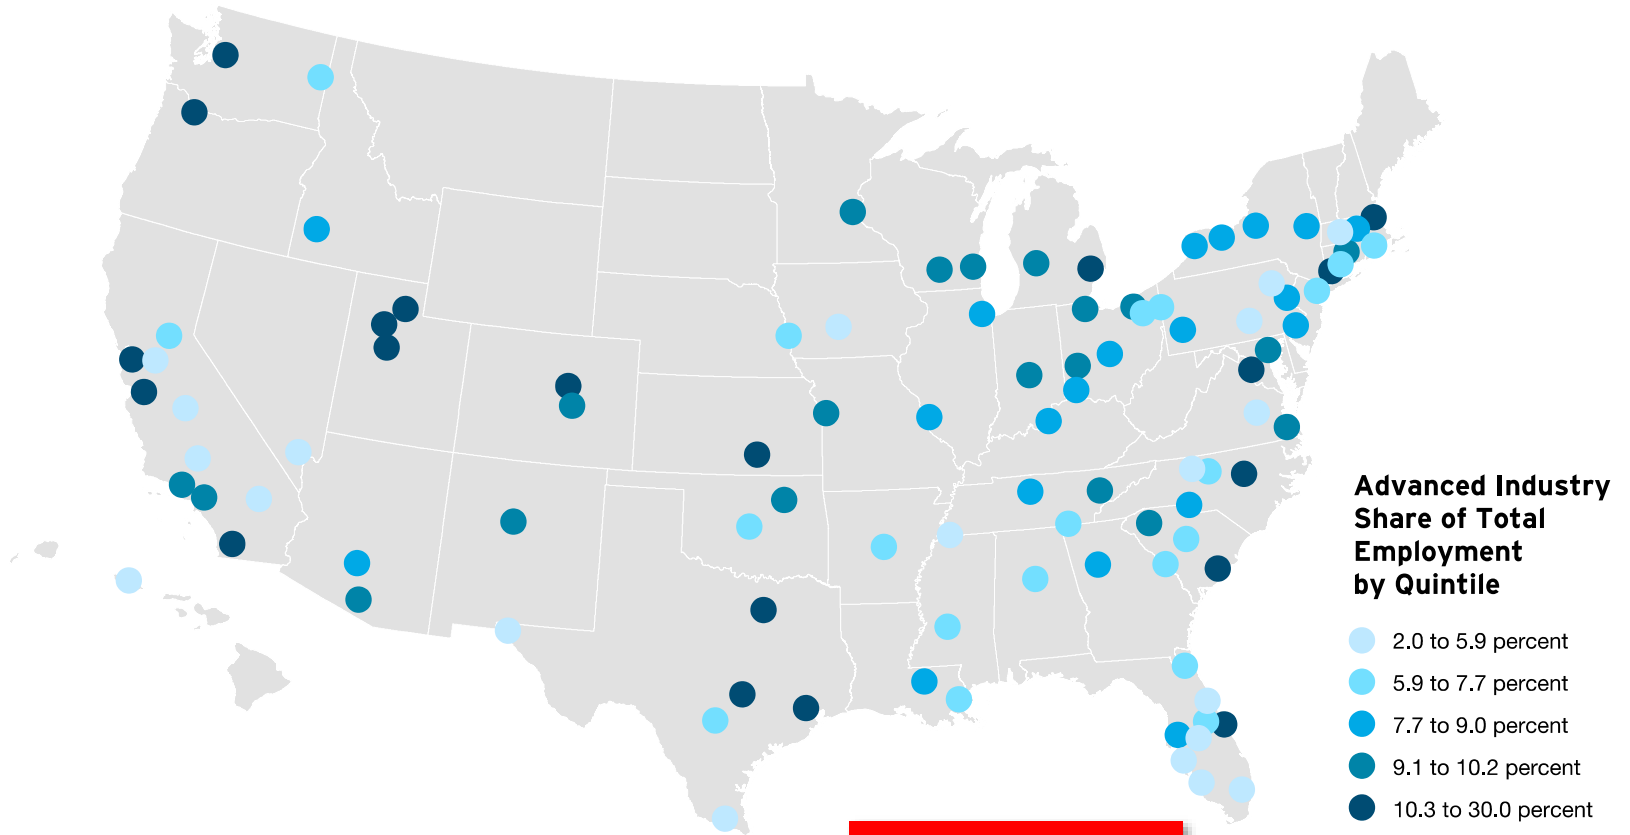 Advanced Industry
Share of Total
Employment
by Quintile
2.0 to 5.9 percent
5.9 to 7.7 percent
7.7 to 9.0 percent
9.1 to 10.2 percent
10.3 to 30.0 percent